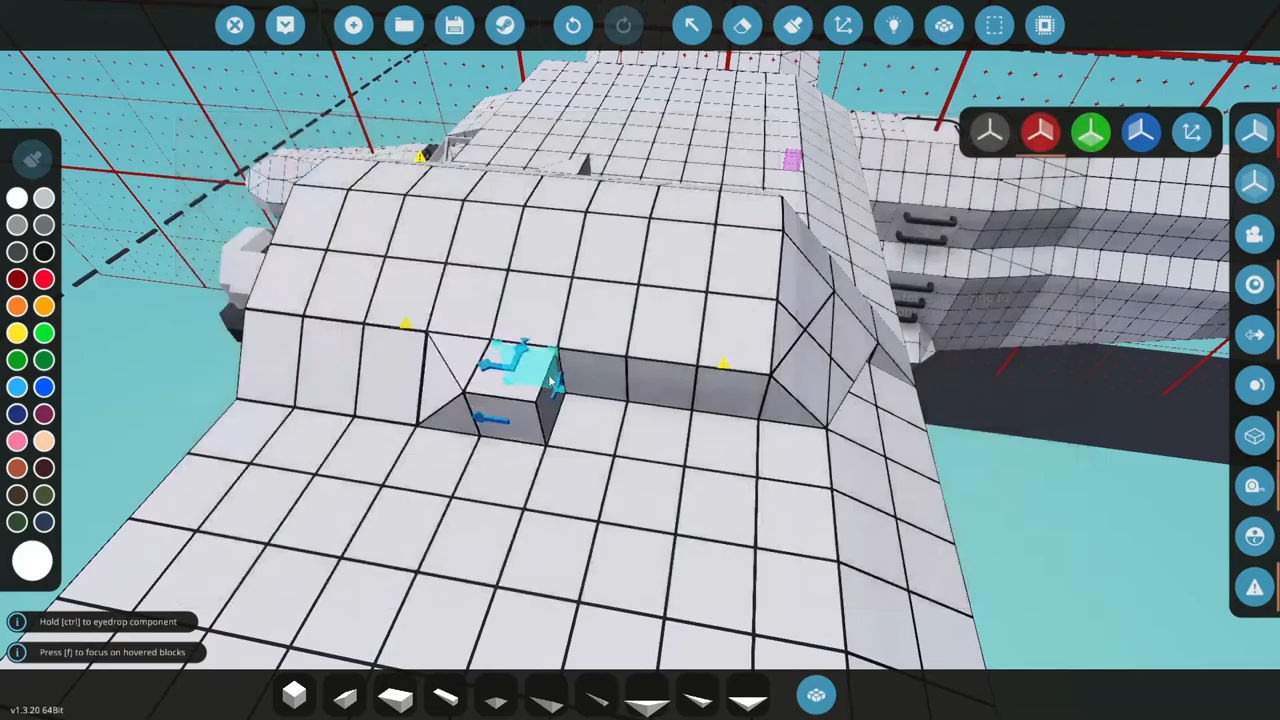 Hold [ctrl] to eyedrop component
Press [f] to focus on hovered blocks
v1.3.20 64Bit